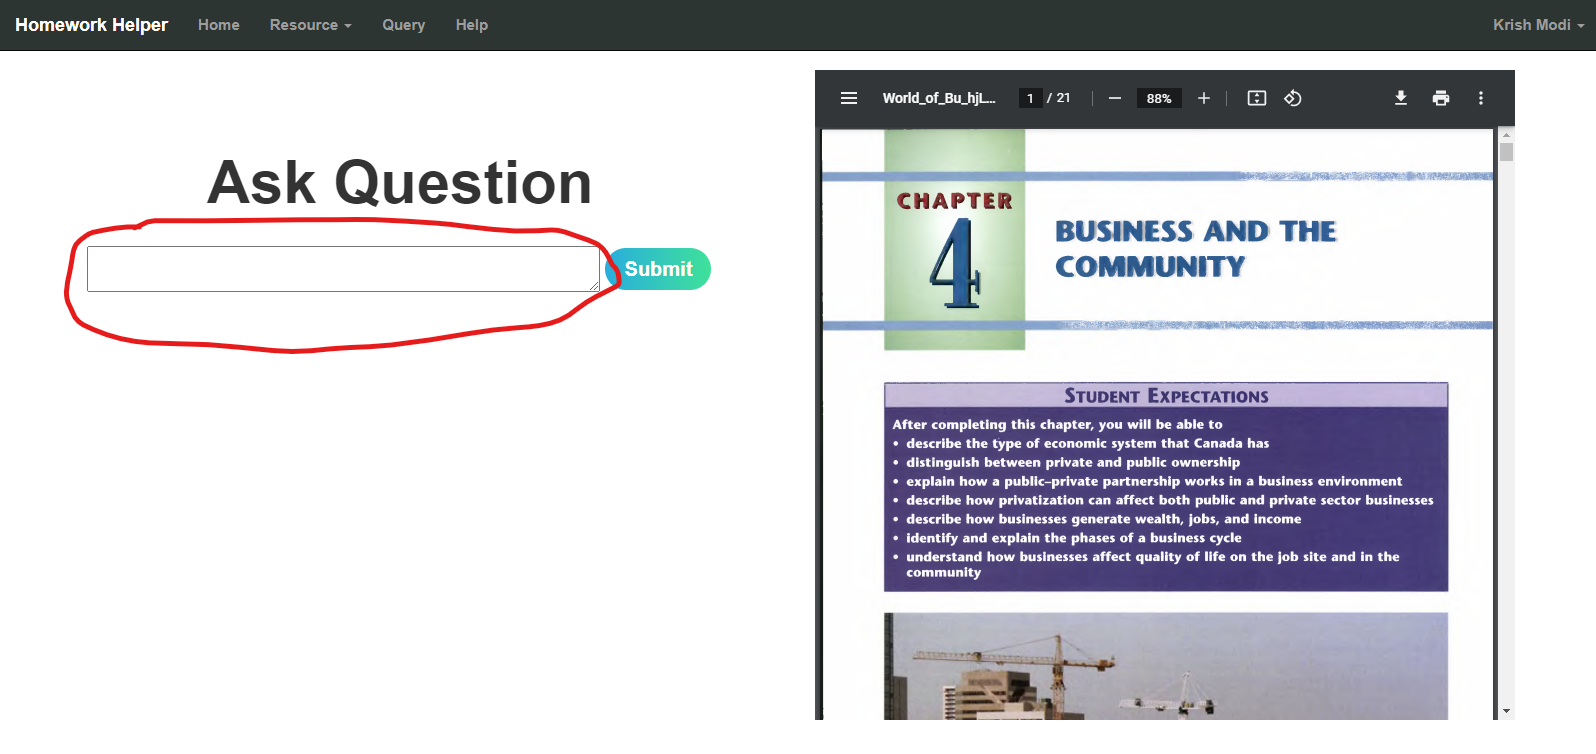 Homework Helper Home Resource Query Help Krish Modi
Ask Question
Submit
World_of_Bu_hjL... 1 / 21 88%
CHAPTER
4
BUSINESS AND THE
COMMUNITY
STUDENT EXPECTATIONS
After completing this chapter, you will be able to
• describe the type of economic system that Canada has
• distinguish between private and public ownership
• explain how a public–private partnership works in a business environment
• describe how privatization can affect both public and private sector businesses
• describe how businesses generate wealth, jobs, and income
• identify and explain the phases of a business cycle
• understand how businesses affect quality of life on the job site and in the
community